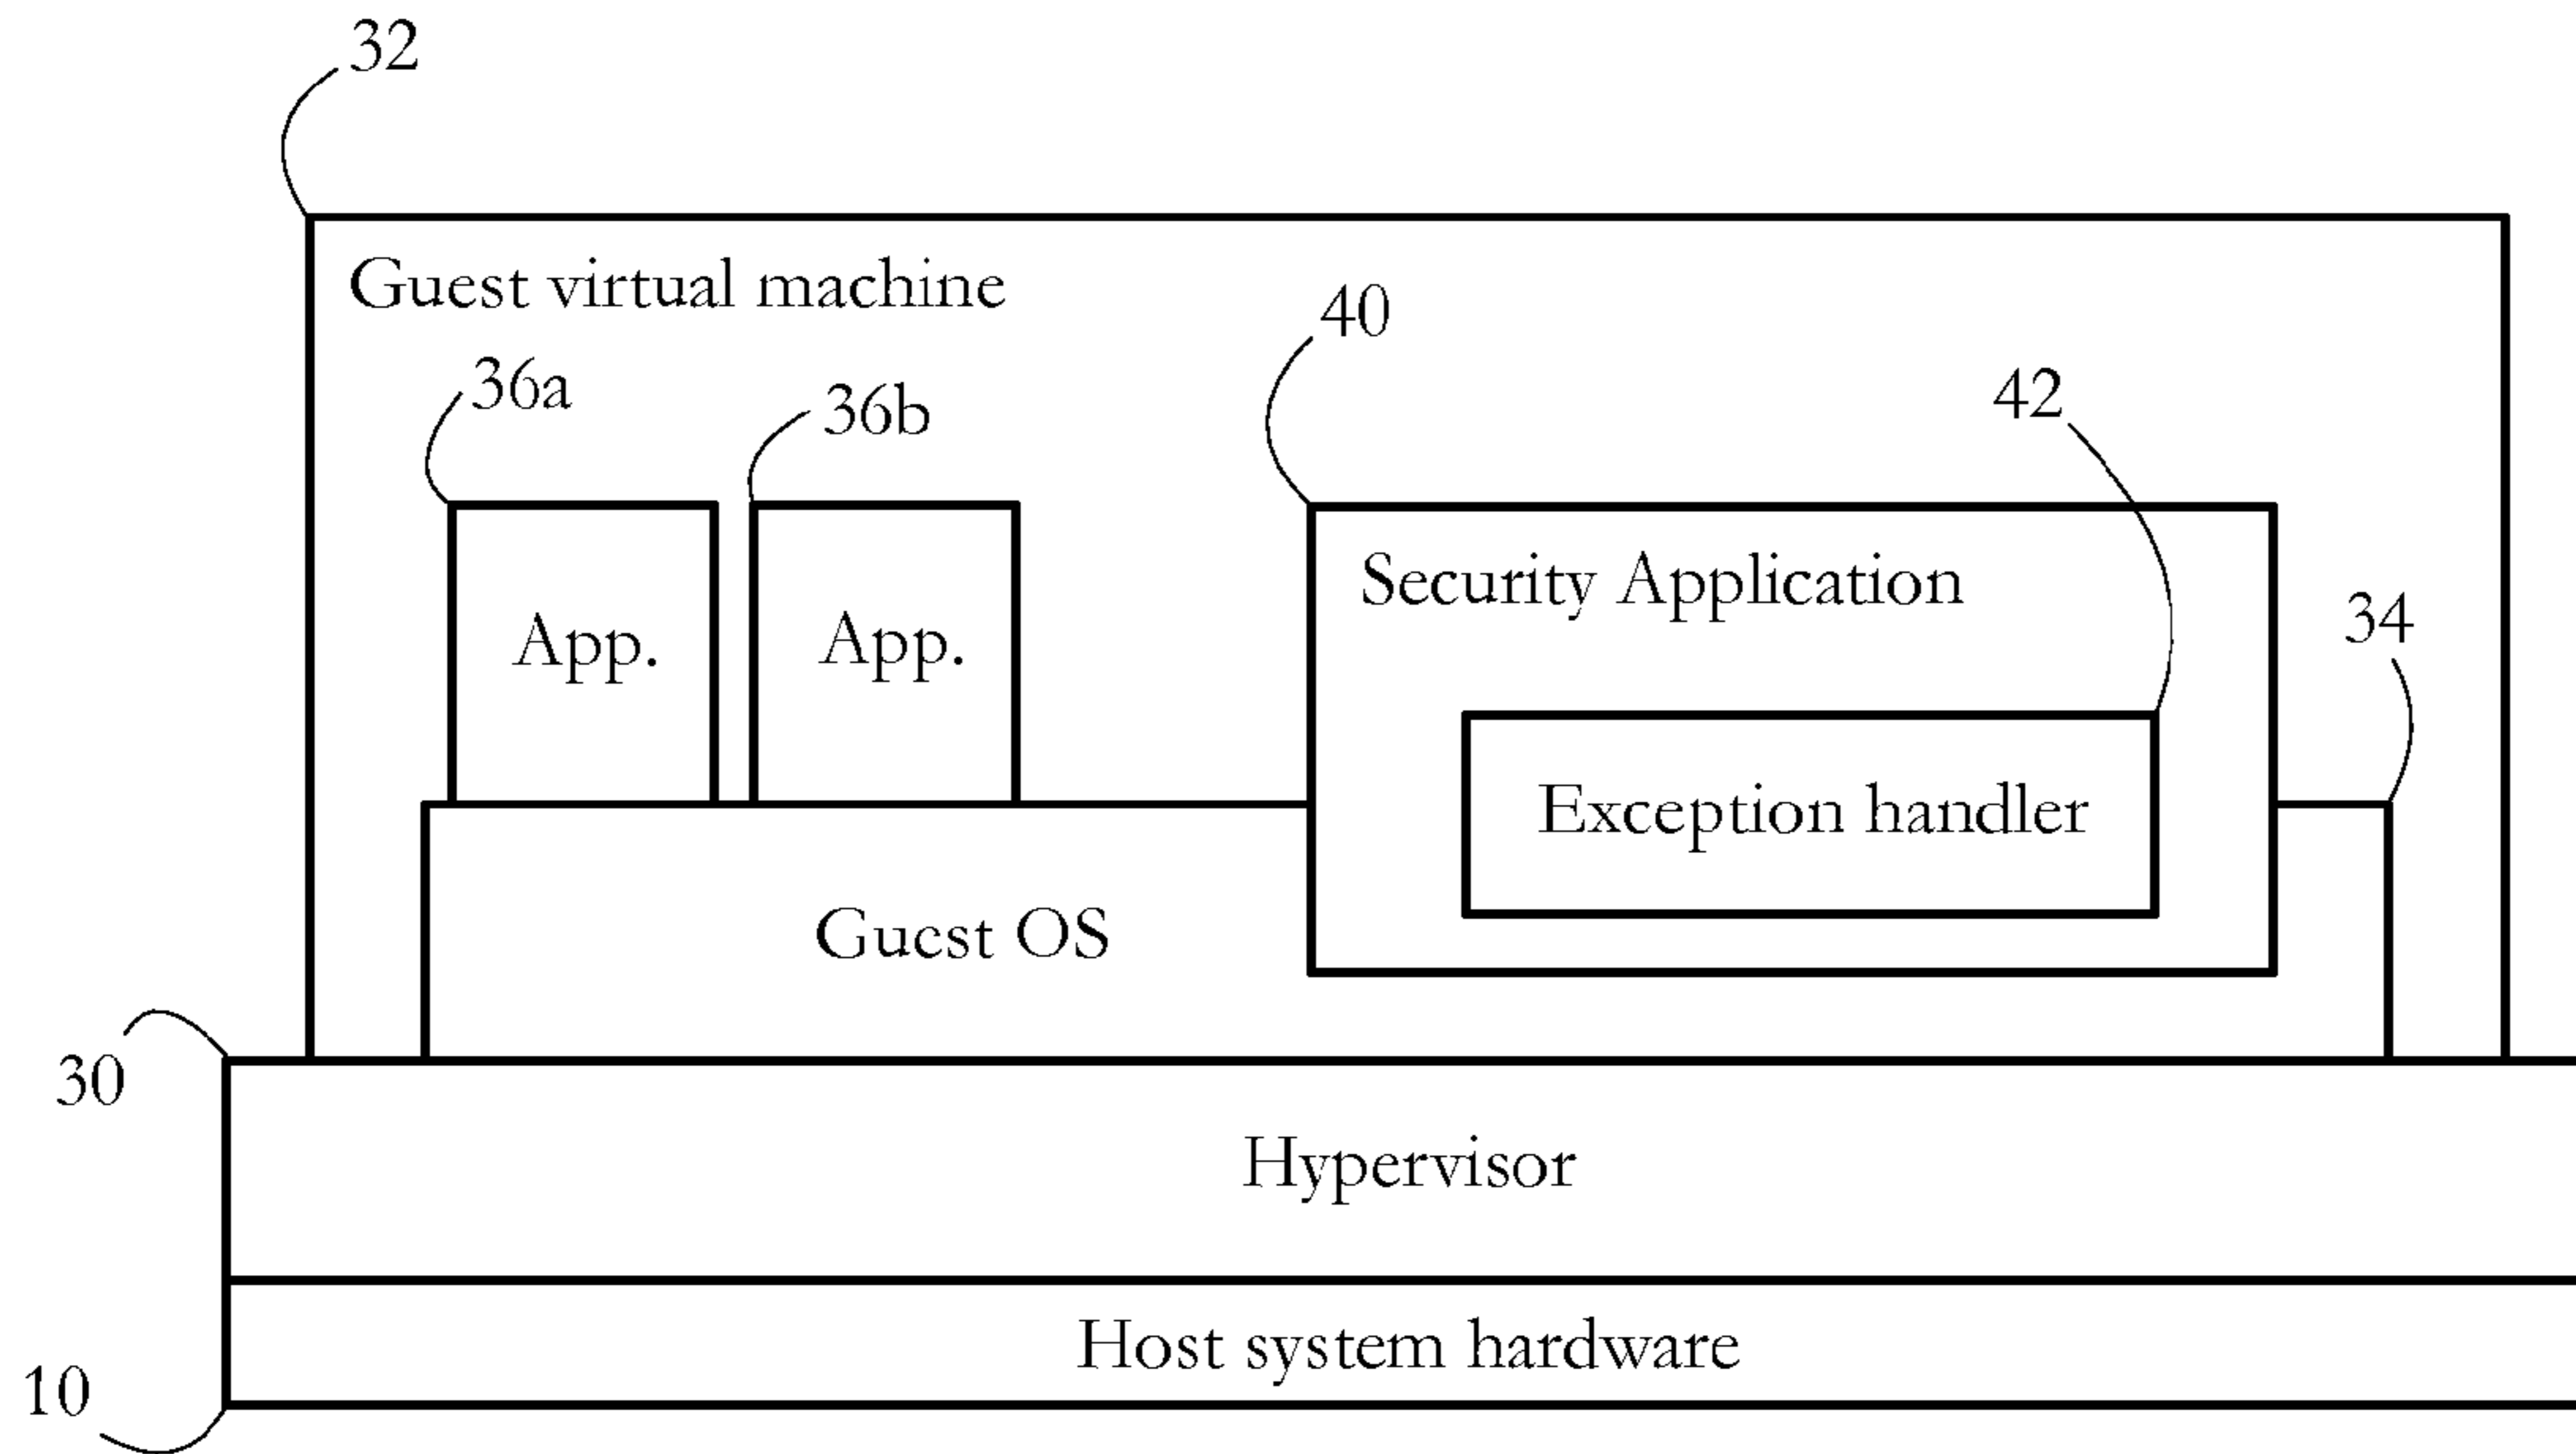 32
Guest virtual machine
40
36a
36b
42
Security Application
34
App.
App.
Exception handler
Gucst OS
30
Hypervisor
Host system hardware
10